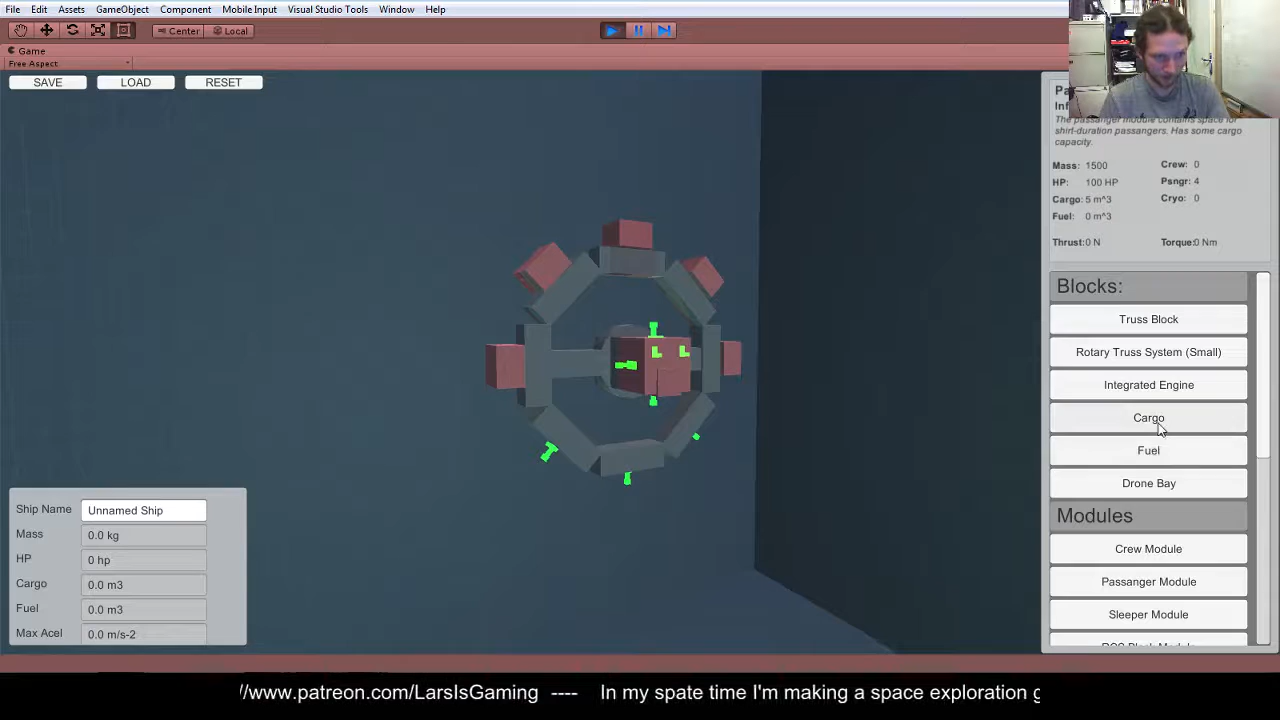 File Edit Assets GameObject Component Mobile Input Visual Studio Tools Window Help
Center Local
Game
Free Aspect
SAVE LOAD RESET
The passanger module contains space for
shirt-duration passangers. Has some cargo
capacity.
Mass: 1500 Crew: 0
HP: 100 HP Psngr: 4
Cargo: 5 m^3 Cryo: 0
Fuel: 0 m^3
Thrust: 0 N Torque: 0 Nm
Blocks:
Truss Block
Rotary Truss System (Small)
Integrated Engine
Cargo
Fuel
Drone Bay
Modules
Crew Module
Passanger Module
Sleeper Module
Ship Name Unnamed Ship
Mass 0.0 kg
HP 0 hp
Cargo 0.0 m3
Fuel 0.0 m3
Max Acel 0.0 m/s-2
//www.patreon.com/LarsIsGaming ---- In my spate time I'm making a space exploration g